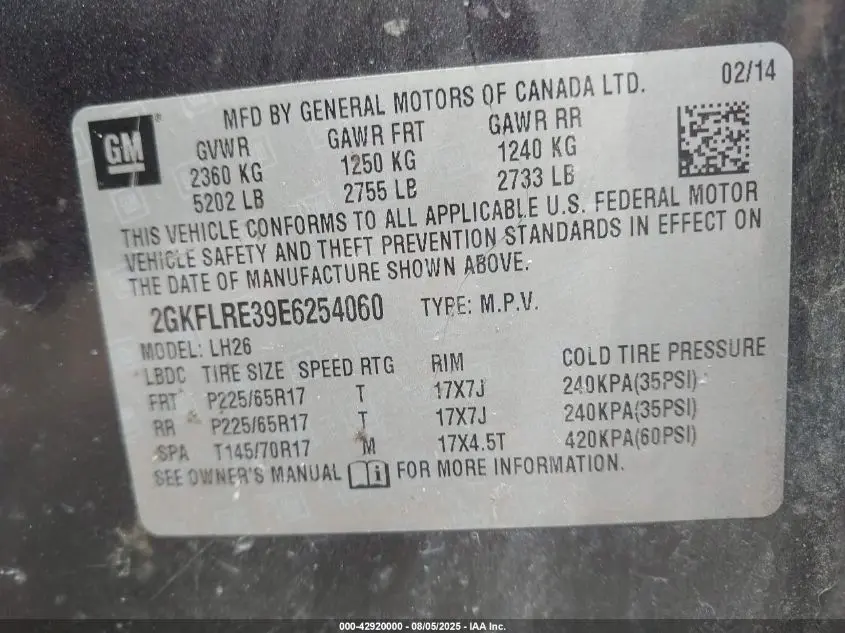 MFD BY GENERAL MOTORS OF CANADA LTD. 02/14
GM®
GVWR GAWR FRT GAWR RR
2360 KG 1250 KG 1240 KG
5202 LB 2755 LB 2733 LB
THIS VEHICLE CONFORMS TO ALL APPLICABLE U.S. FEDERAL MOTOR
VEHICLE SAFETY AND THEFT PREVENTION STANDARDS IN EFFECT ON
THE DATE OF MANUFACTURE SHOWN ABOVE.
2GKFLRE39E6254060 TYPE: M.P.V.
MODEL: LH26
LBDC TIRE SIZE SPEED RTG RIM COLD TIRE PRESSURE
FRT P225/65R17 T 17X7J 240KPA(35PSI)
RR P225/65R17 T 17X7J 240KPA(35PSI)
SPA T145/70R17 M 17X4.5T 420KPA(60PSI)
SEE OWNER'S MANUAL i FOR MORE INFORMATION.
000-42920000 - 08/05/2025 - IAA Inc.